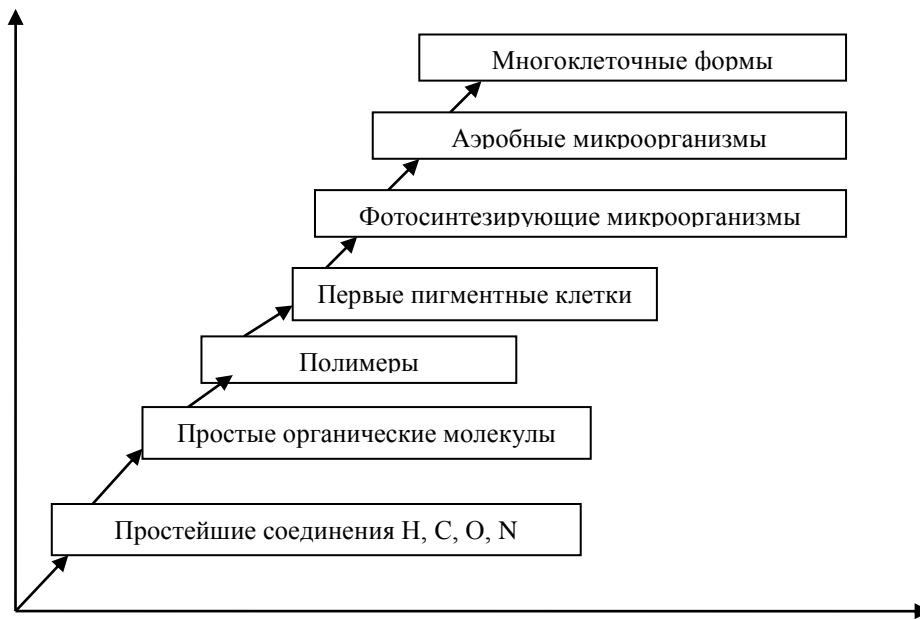 Многоклеточные формы
Аэробные микроорганизмы
Фотосинтезирующие микроорганизмы
Первые пигментные клетки
Полимеры
Простые органические молекулы
Простейшие соединения H, C, O, N